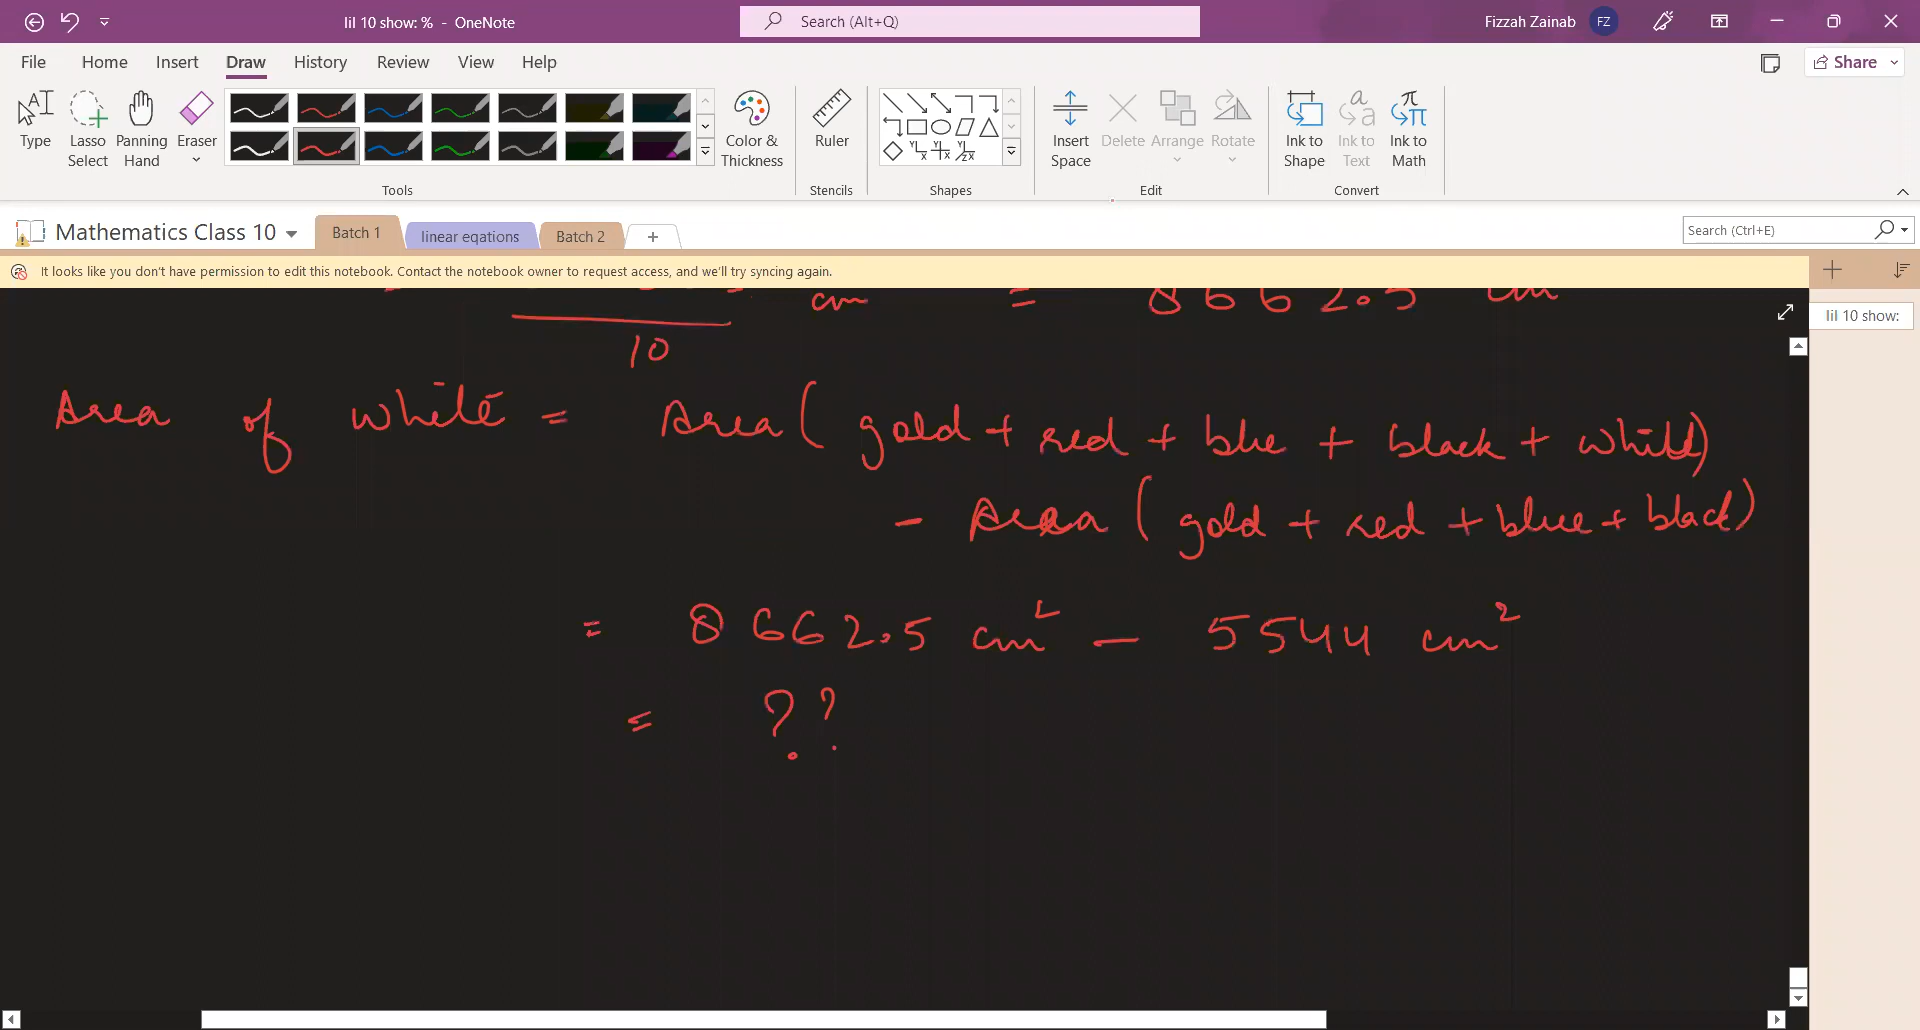 lil 10 show: % - OneNote
Search (Alt+Q)
Fizzah Zainab
FZ
File Home Insert Draw History Review View Help
Share
Type
Lasso Select
Panning Hand
Eraser
Color & Thickness
Ruler
Insert Space
Delete
Arrange
Rotate
Ink to Shape
Ink to Text
Ink to Math
Tools Stencils Shapes Edit Convert
Mathematics Class 10
Batch 1
linear eqations
Batch 2
Search (Ctrl+E)
It looks like you don't have permission to edit this notebook. Contact the notebook owner to request access, and we'll try syncing again.
lil 10 show:
cm = 8662.5 cm
10
Area of white = Area( gold + red + blue + black + white)
- Area ( gold + red + blue + black)
= 8662.5 cm² - 5544 cm²
= ??